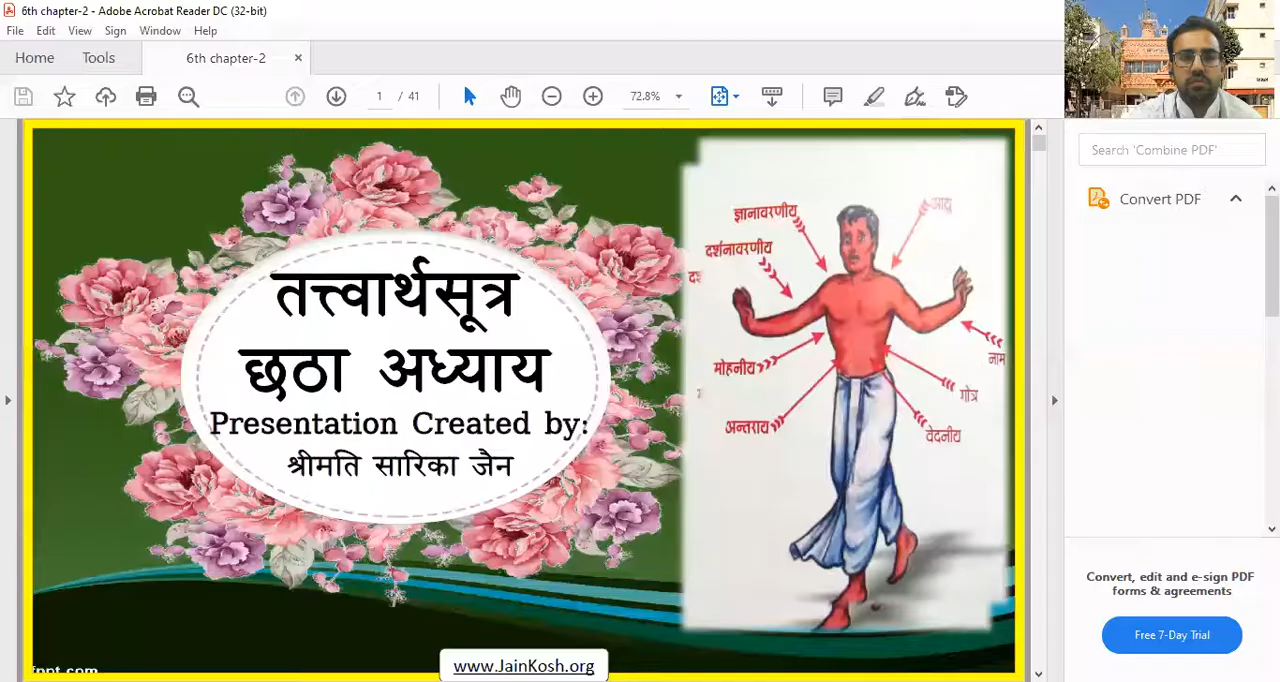 6th chapter-2 - Adobe Acrobat Reader DC (32-bit)
File Edit View Sign Window Help
Home Tools 6th chapter-2 ×
1 / 41 72.8%
Search 'Combine PDF'
Convert PDF
तत्त्वार्थसूत्र
छठा अध्याय
Presentation Created by:
श्रीमति सारिका जैन
ज्ञानावरणीय
आयु
दर्शनावरणीय
मोहनीय
नाम
गोत्र
अन्तराय
वेदनीय
www.JainKosh.org
Convert, edit and e-sign PDF
forms & agreements
Free 7-Day Trial